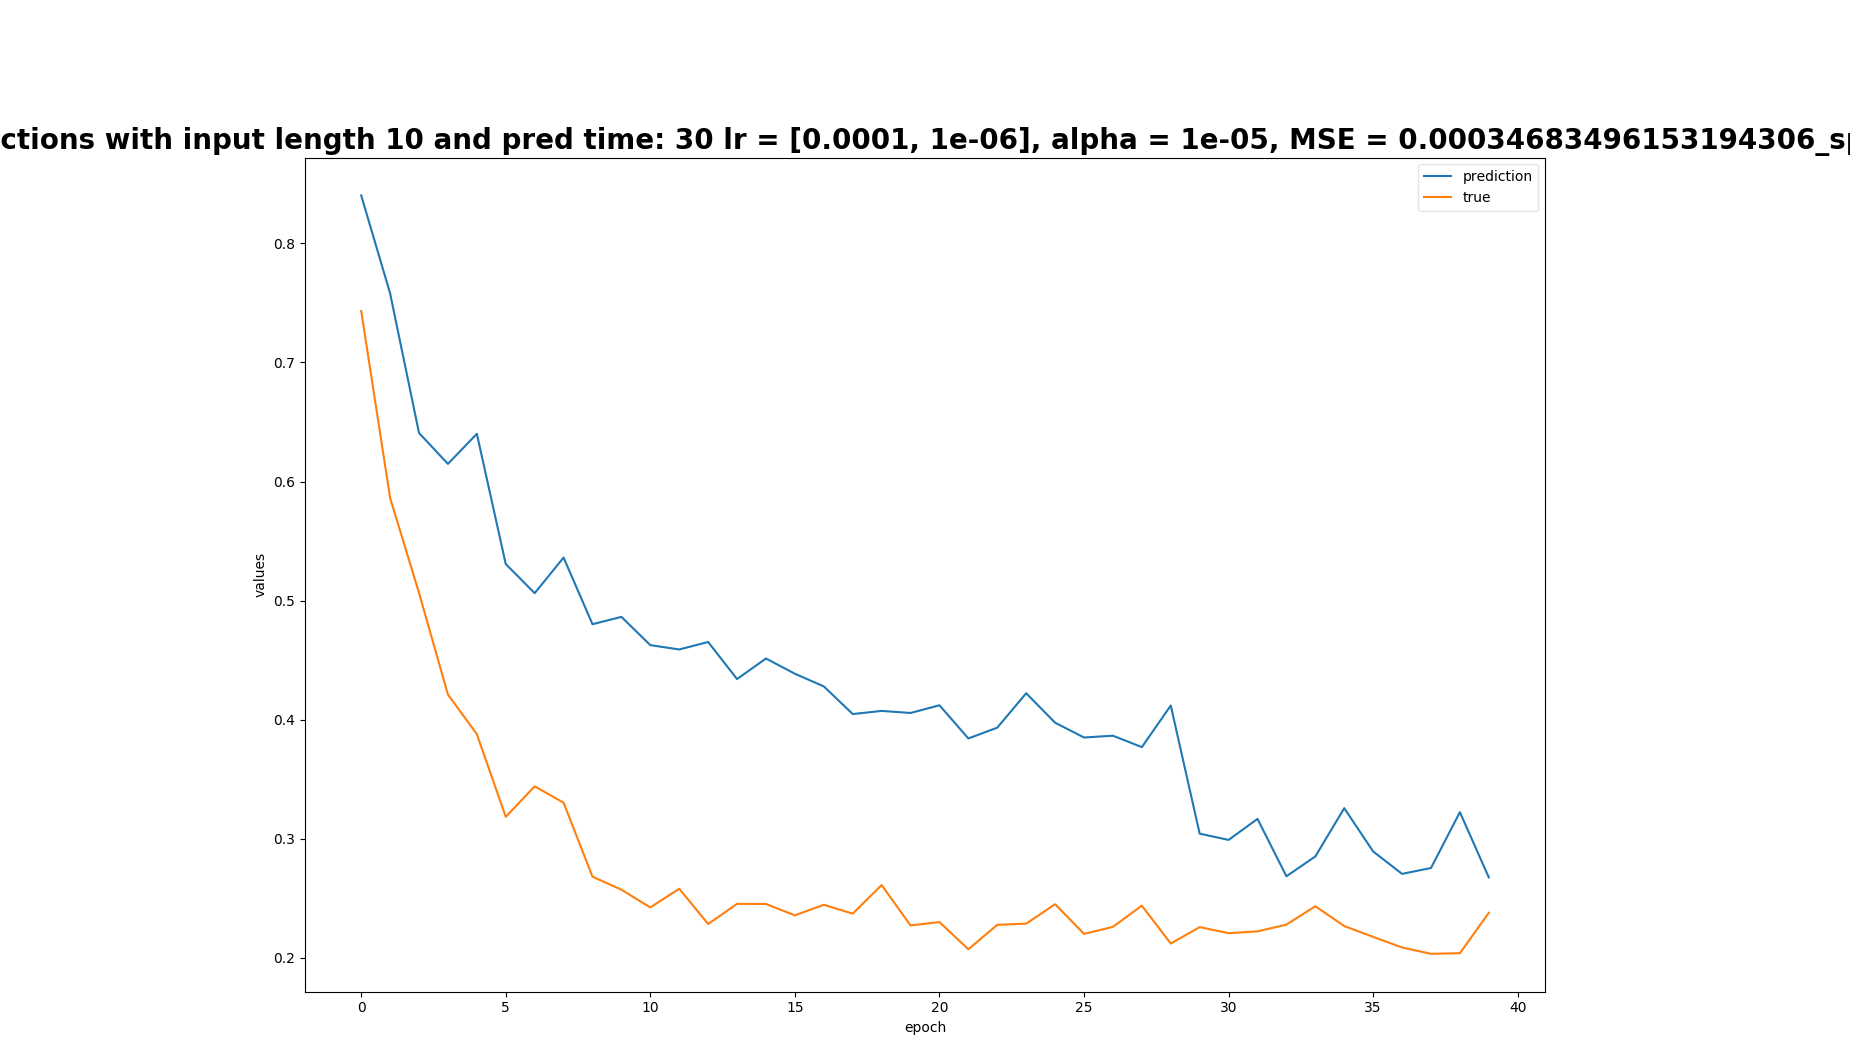 ctions with input length 10 and pred time: 30 lr = [0.0001, 1e-06], alpha = 1e-05, MSE = 0.00034683496153194306_sp
prediction
true
0.8
0.7
0.6
0.5
0.4
0.3
0.2
values
0 5 10 15 20 25 30 35 40
epoch